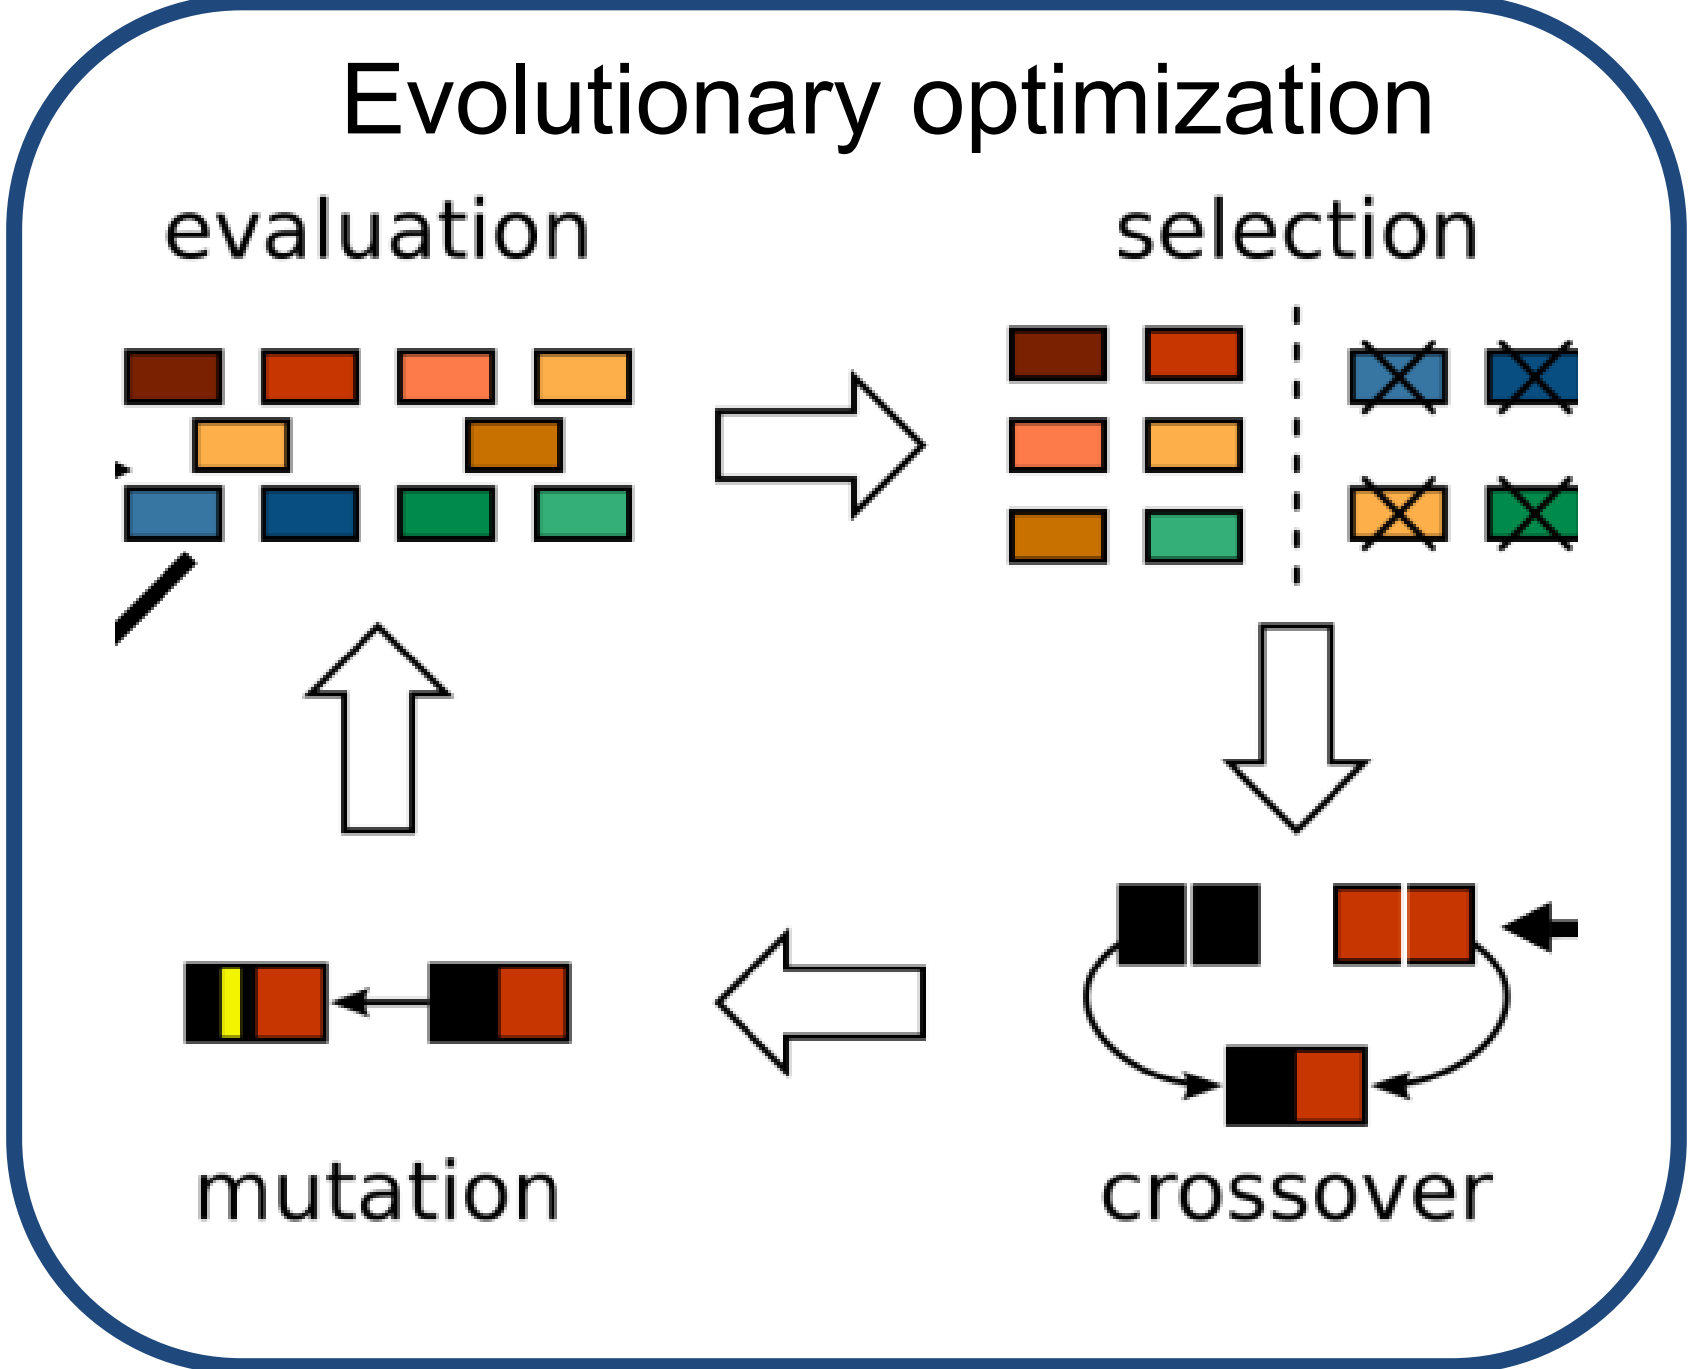 Evolutionary optimization
evaluation
selection
mutation
crossover